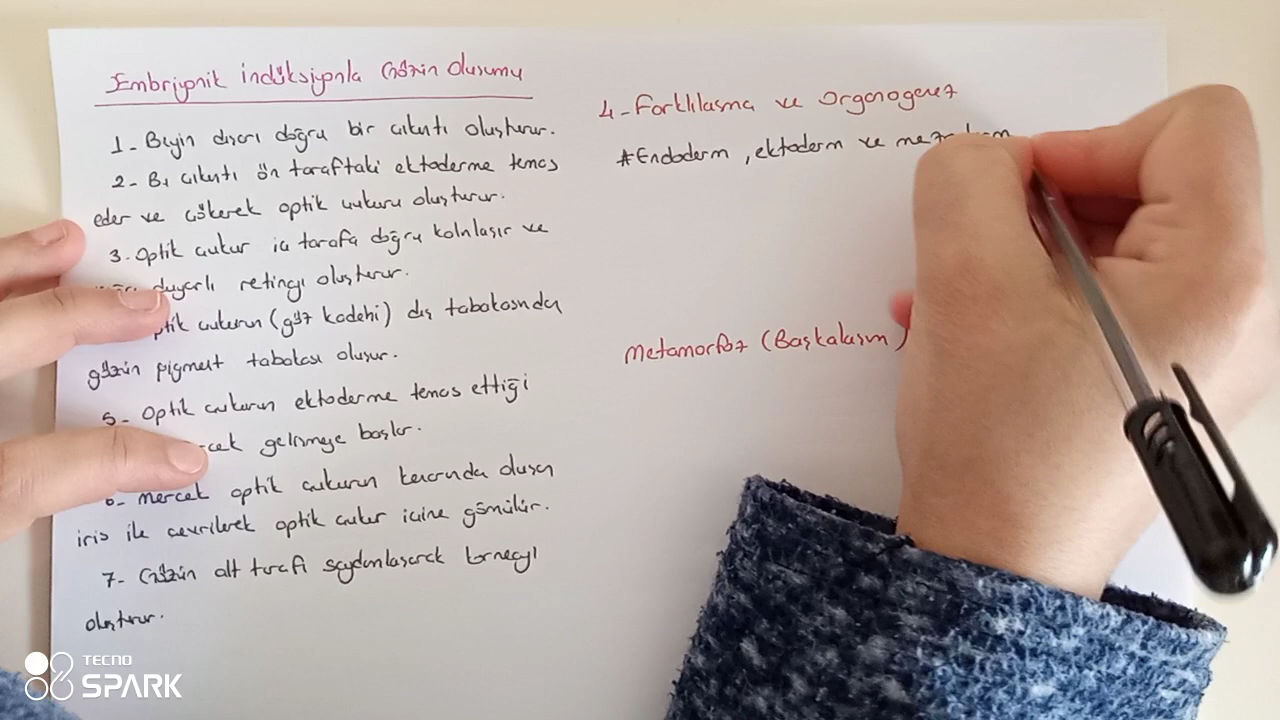 Embriyonik indüksiyonla Gözün Oluşumu
1- Beyin dışarı doğru bir çıkıntı oluşturur.
2- Bu çıkıntı ön taraftaki ektoderme temas
eder ve çökerek optik çukuru oluşturur.
3. Optik çukur iç tarafa doğru kalınlaşır ve
duyarlı retinayı oluşturur.
optik çukurun (göz kadehi) dış tabakasında
gözün pigment tabakası oluşur.
5- Optik çukurun ektoderme temas ettiği
gelişmeye başlar.
6- Mercek optik çukurun kenarında oluşan
iris ile çevrilerek optik çukur içine gömülür.
7- Gözün alt tarafı saydamlaşarak korneayı
oluşturur.
4- Farklılaşma ve Organogenez
*Endoderm, ektoderm ve mezoderm
Metamorfoz (Başkalaşım)
TECNO
SPARK